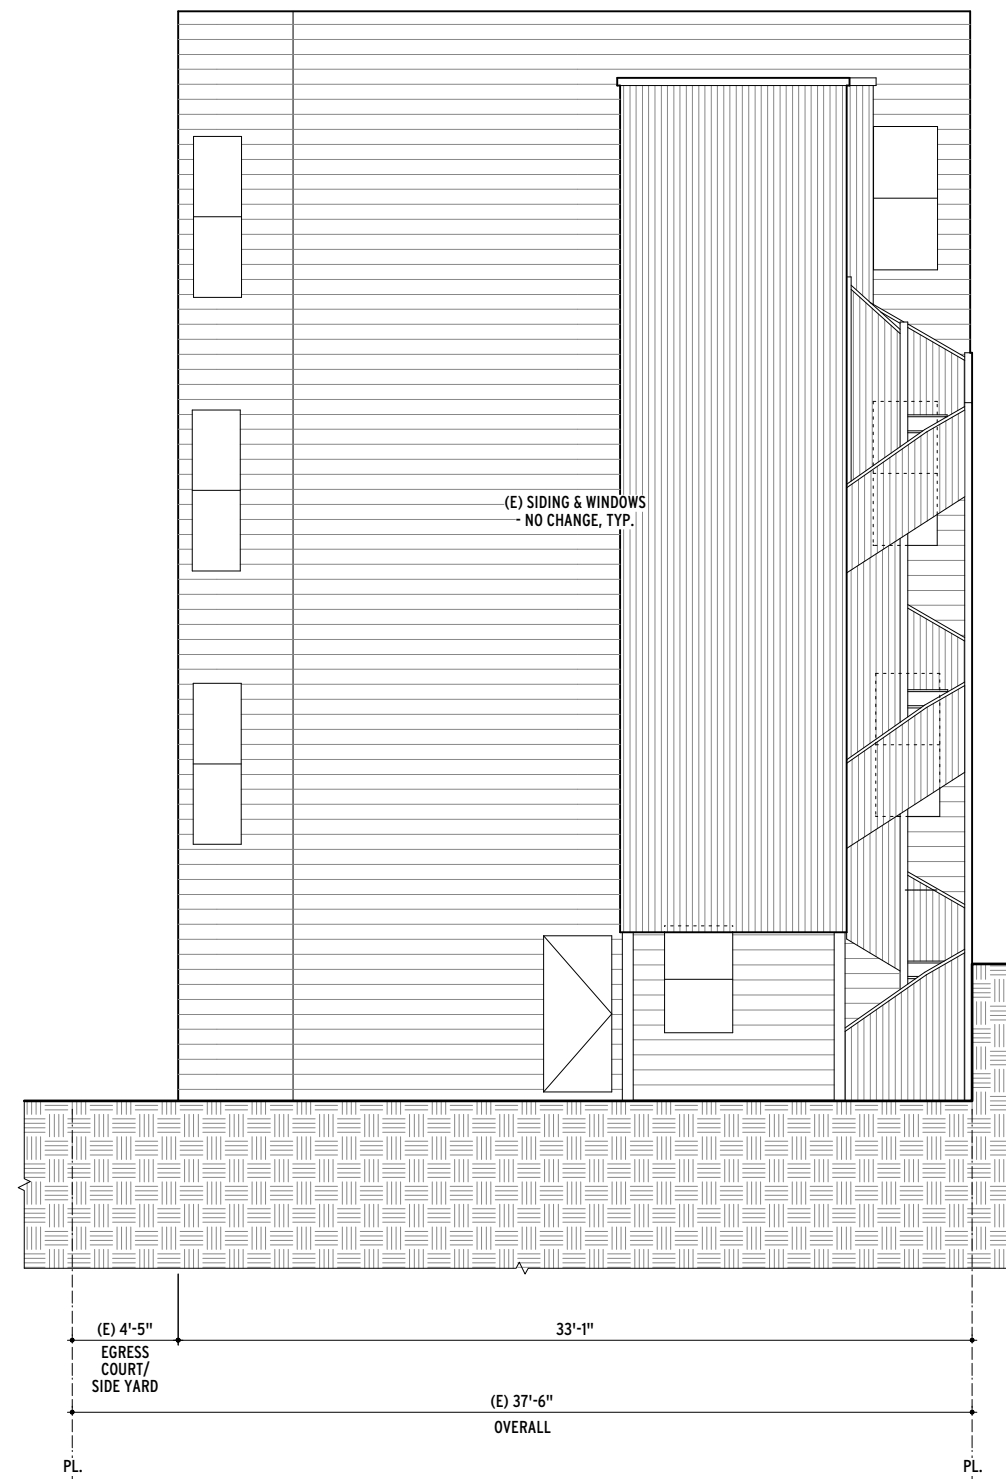 (E) SIDING & WINDOWS
- NO CHANGE, TYP.
(E) 4'-5"
33'-1"
EGRESS
COURT/
SIDE YARD
(E) 37'-6"
OVERALL
PL.
PL.